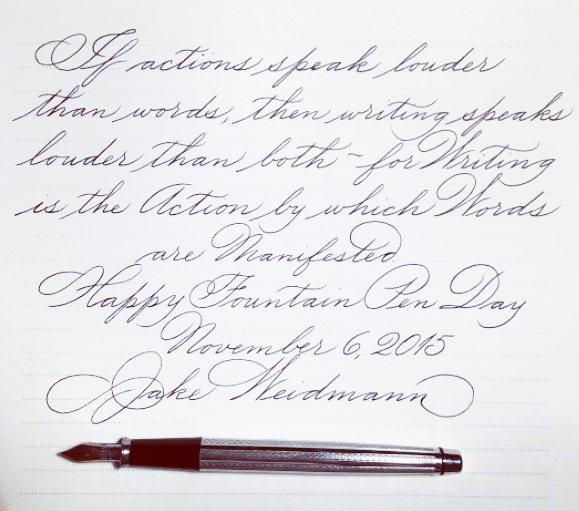 If actions speak louder
than words, then writing speaks
louder than both - for Writing
is the Action by which Words
are Manifested
Happy Fountain Pen Day
November 6, 2015
Jake Weidmann